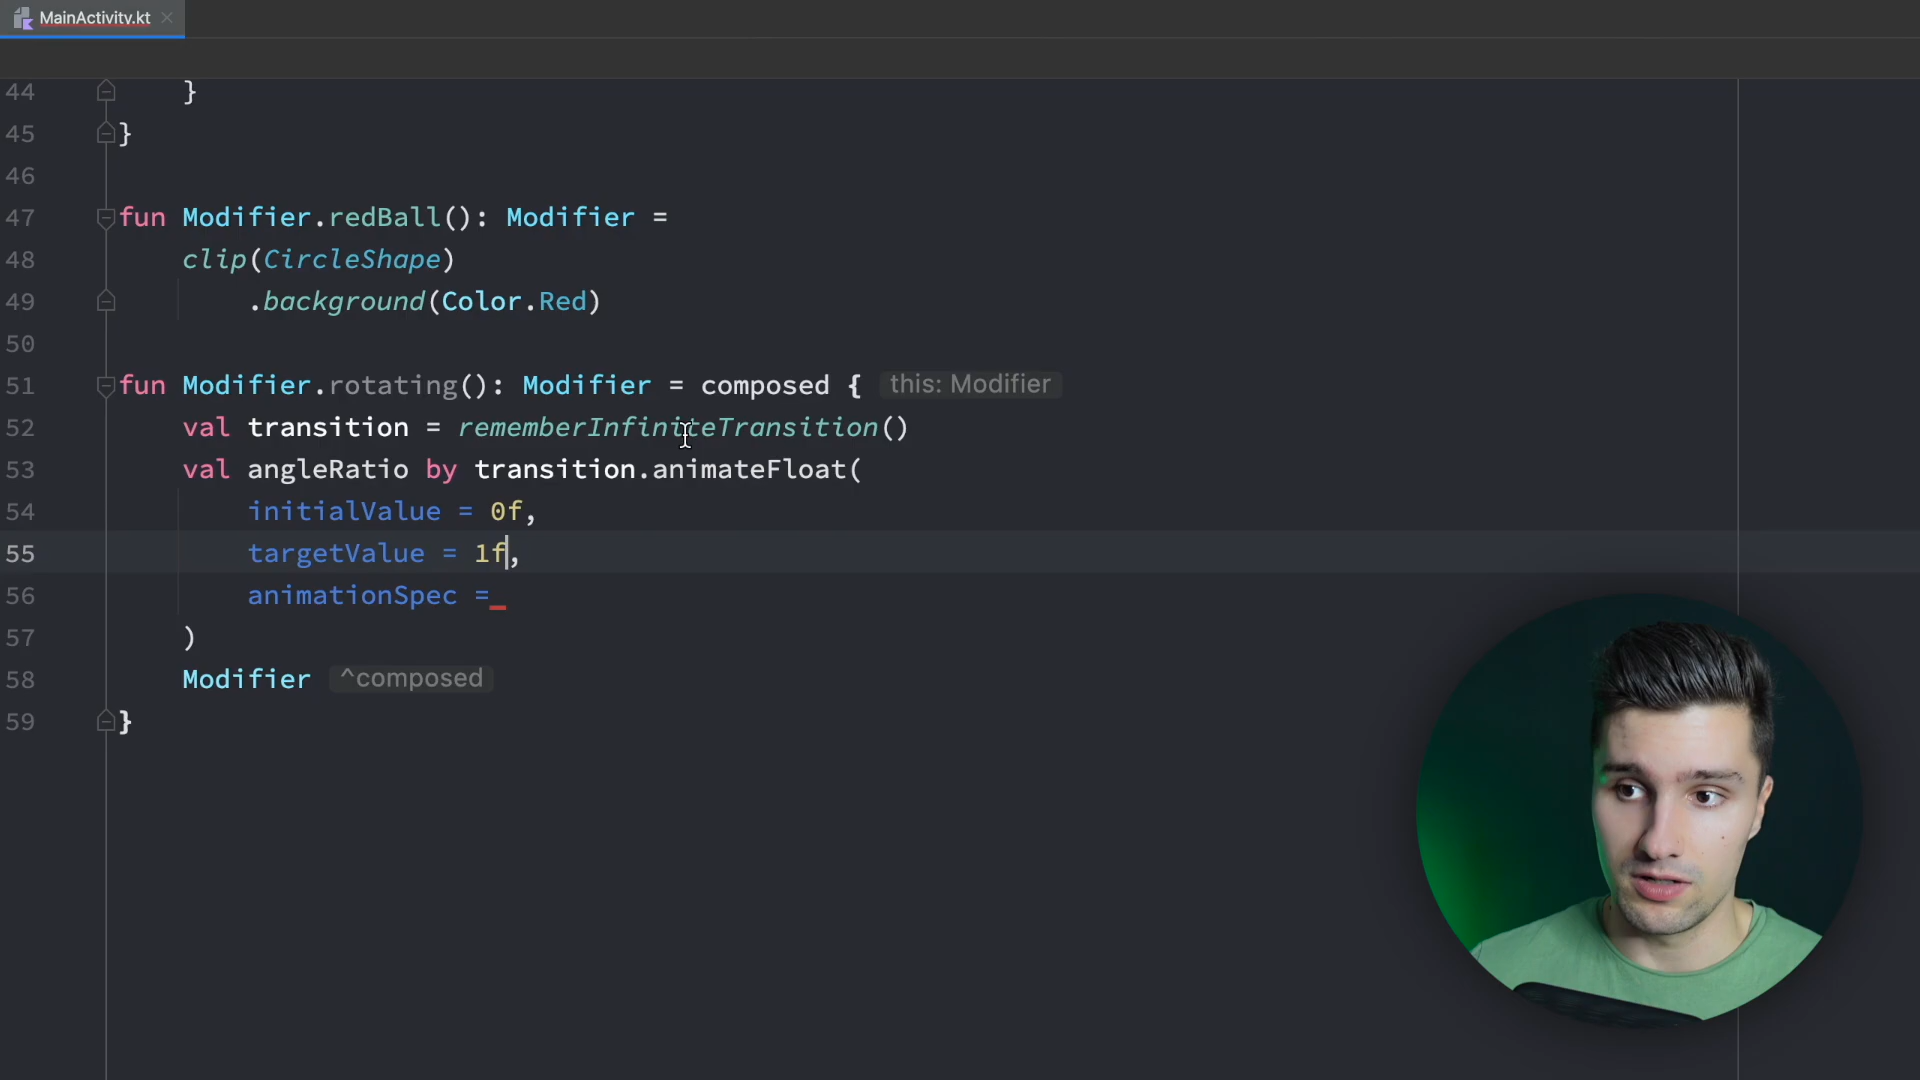 MainActivity.kt
44 }
45 }
46
47 fun Modifier.redBall(): Modifier =
48 clip(CircleShape)
49 .background(Color.Red)
50
51 fun Modifier.rotating(): Modifier = composed { this: Modifier
52 val transition = rememberInfiniteTransition()
53 val angleRatio by transition.animateFloat(
54 initialValue = 0f,
55 targetValue = 1f,
56 animationSpec =
57 )
58 Modifier ^composed
59 }